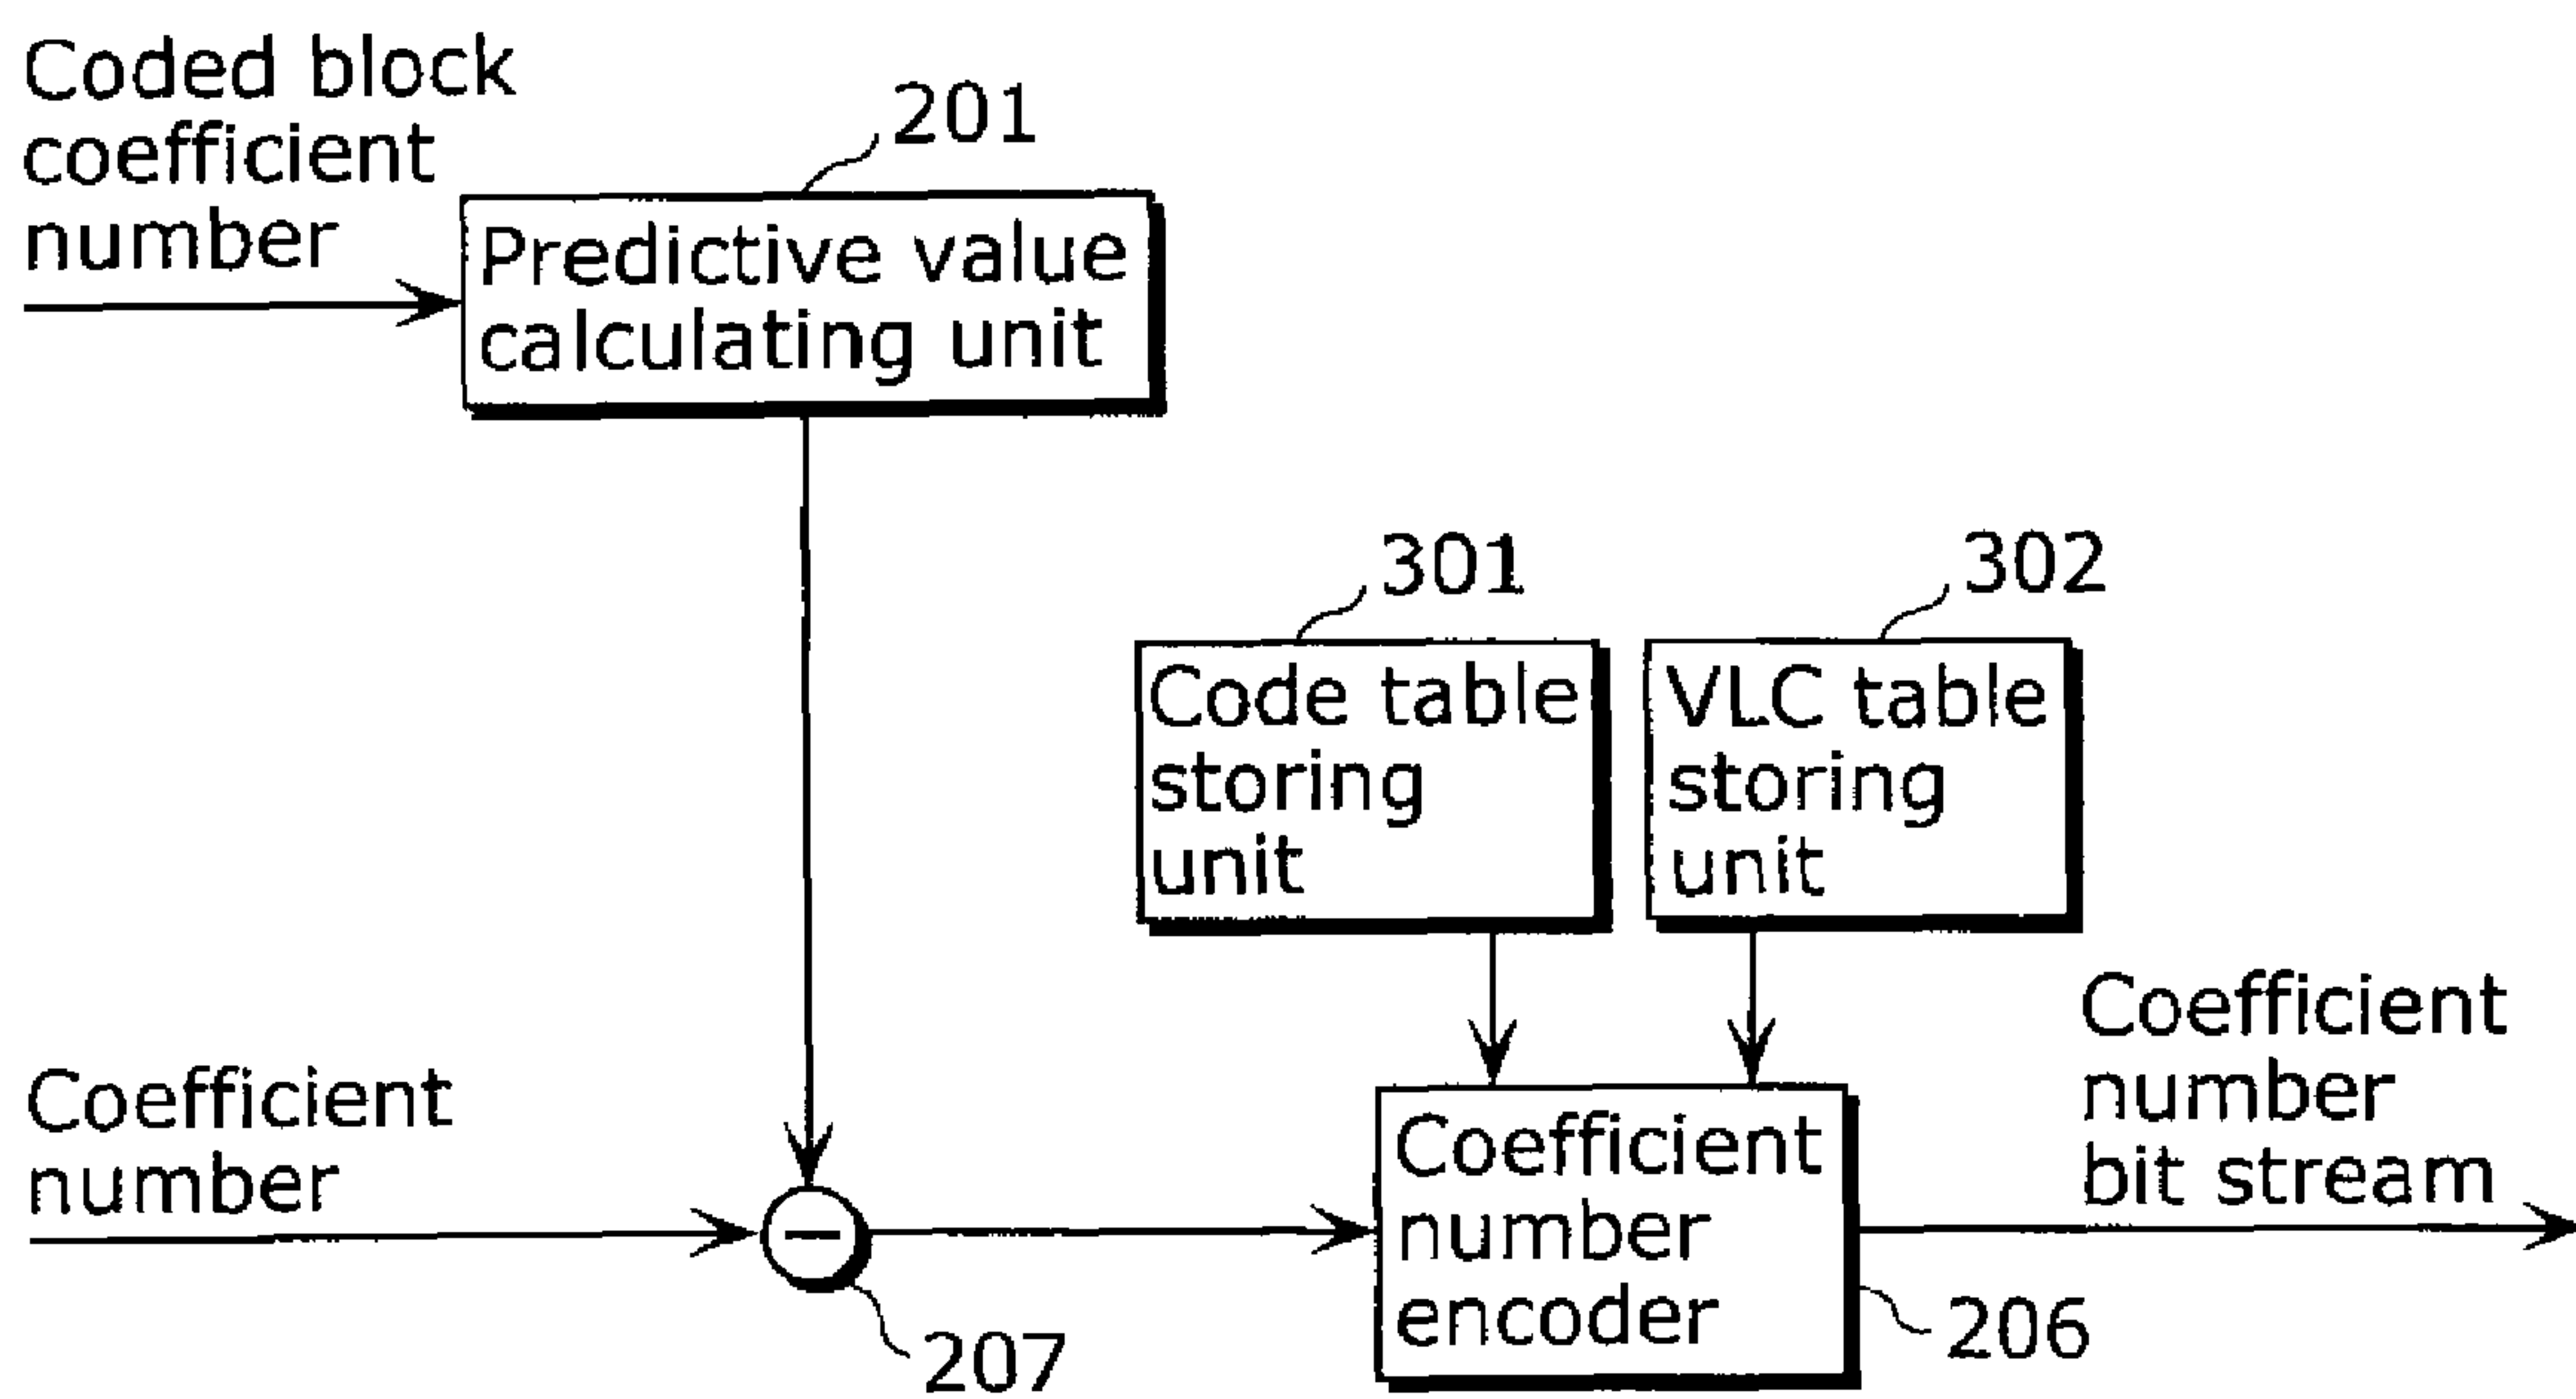 Coded block
coefficient
number
201
Predictive value
calculating unit
301
302
Code table
storing
unit
VLC table
storing
unit
Coefficient
number
207
Coefficient
number
encoder
206
Coefficient
number
bit stream